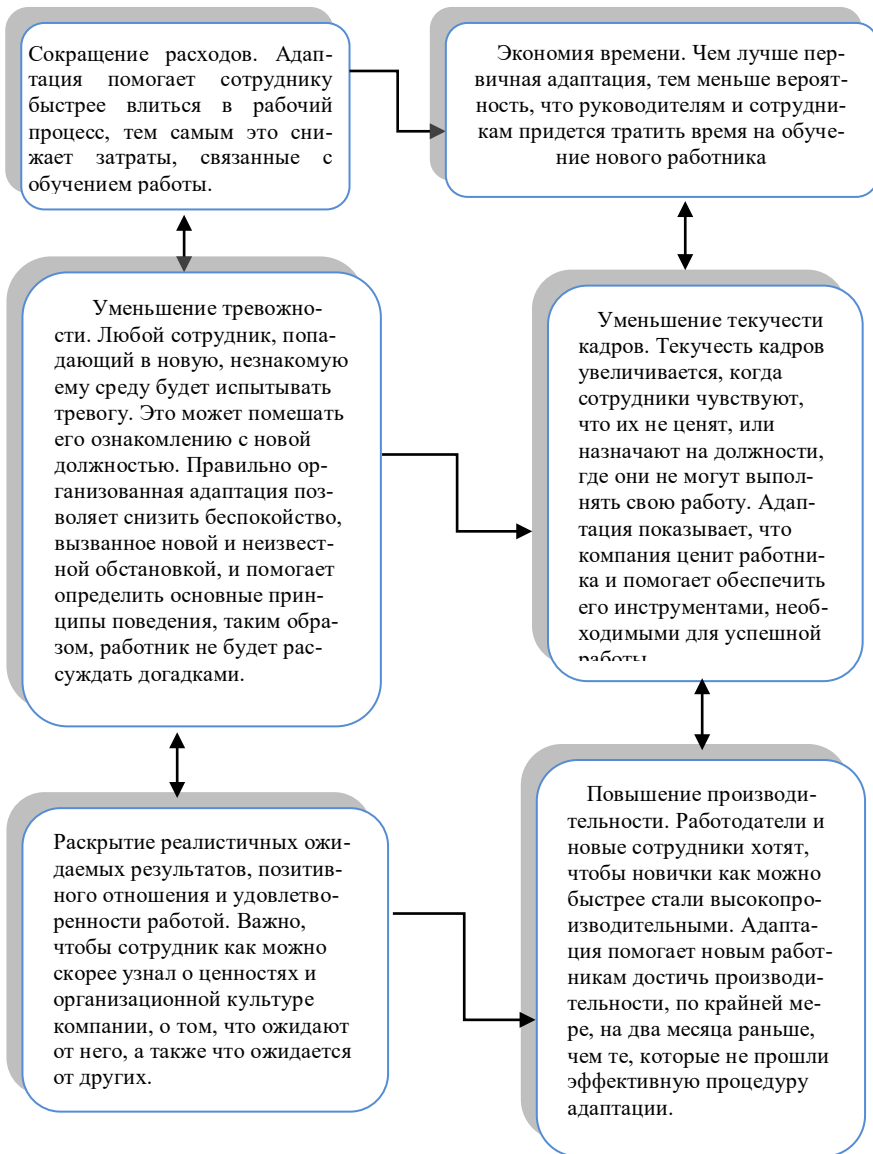 Сокращение расходов. Адап-
тация помогает сотруднику
быстрее влиться в рабочий
процесс, тем самым это сни-
жает затраты, связанные с
обучением работы.
Экономия времени. Чем лучше пер-
вичная адаптация, тем меньше вероят-
ность, что руководителям и сотрудни-
кам придется тратить время на обуче-
ние нового работника
Уменьшение тревожно-
сти. Любой сотрудник, попа-
дающий в новую, незнакомую
ему среду будет испытывать
тревогу. Это может помешать
его ознакомлению с новой
должностью. Правильно ор-
ганизованная адаптация поз-
воляет снизить беспокойство,
вызванное новой и неизвест-
ной обстановкой, и помогает
определить основные прин-
ципы поведения, таким обра-
зом, работник не будет рас-
суждать догадками.
Уменьшение текучести
кадров. Текучесть кадров
увеличивается, когда
сотрудники чувствуют,
что их не ценят, или
назначают на должности,
где они не могут выпол-
нять свою работу. Адап-
тация показывает, что
компания ценит работни-
ка и помогает обеспечить
его инструментами, необ-
ходимыми для успешной
работы
Раскрытие реалистичных ожи-
даемых результатов, позитив-
ного отношения и удовлетво-
ренности работой. Важно,
чтобы сотрудник как можно
скорее узнал о ценностях и
организационной культуре
компании, о том, что ожидают
от него, а также что ожидается
от других.
Повышение производи-
тельности. Работодатели и
новые сотрудники хотят,
чтобы новички как можно
быстрее стали высокопро-
изводительными. Адапта-
ция помогает новым работ-
никам достичь производи-
тельности, по крайней ме-
ре, на два месяца раньше,
чем те, которые не прошли
эффективную процедуру
адаптации.